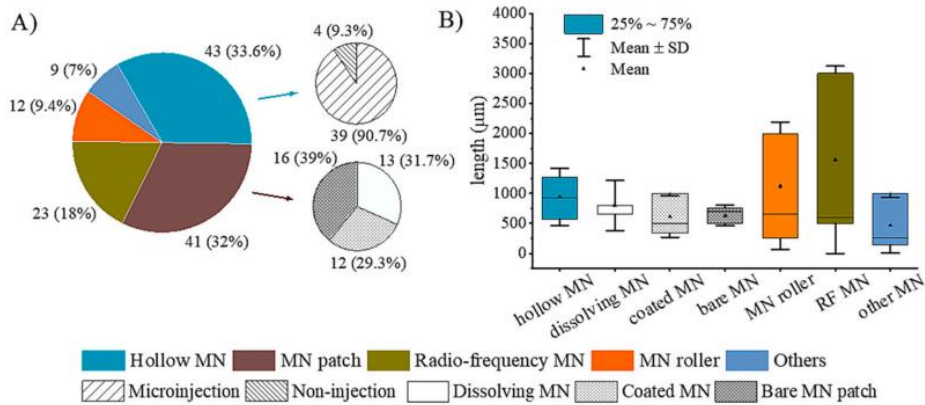 A)
43 (33.6%)
9 (7%)
12 (9.4%)
23 (18%)
41 (32%)
4 (9.3%)
39 (90.7%)
16 (39%)
13 (31.7%)
12 (29.3%)
B)
25% ~ 75%
Mean ± SD
Mean
length (μm)
4000
3500
3000
2500
2000
1500
1000
500
0
hollow MN
dissolving MN
coated MN
bare MN
MN roller
RF MN
other MN
Hollow MN
MN patch
Radio-frequency MN
MN roller
Others
Microinjection
Non-injection
Dissolving MN
Coated MN
Bare MN patch